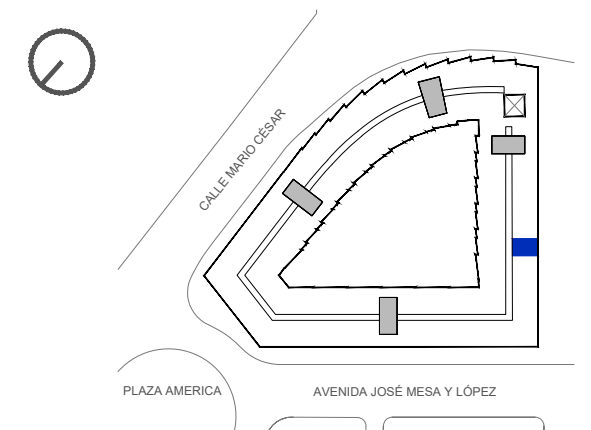 CALLE MARIO CÉSAR
PLAZA AMERICA
AVENIDA JOSÉ MESA Y LÓPEZ